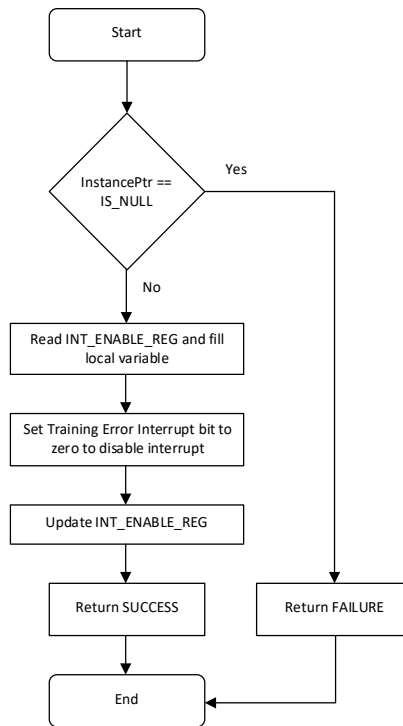 Start
InstancePtr ==
IS_NULL
Yes
No
Read INT_ENABLE_REG and fill
local variable
Set Training Error Interrupt bit to
zero to disable interrupt
Update INT_ENABLE_REG
Return SUCCESS
Return FAILURE
End